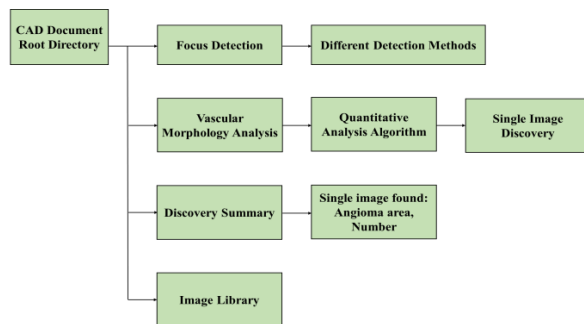 CAD Document
Root Directory
Focus Detection
Different Detection Methods
Vascular
Morphology Analysis
Quantitative
Analysis Algorithm
Single Image
Discovery
Discovery Summary
Single image found:
Angioma area,
Number
Image Library